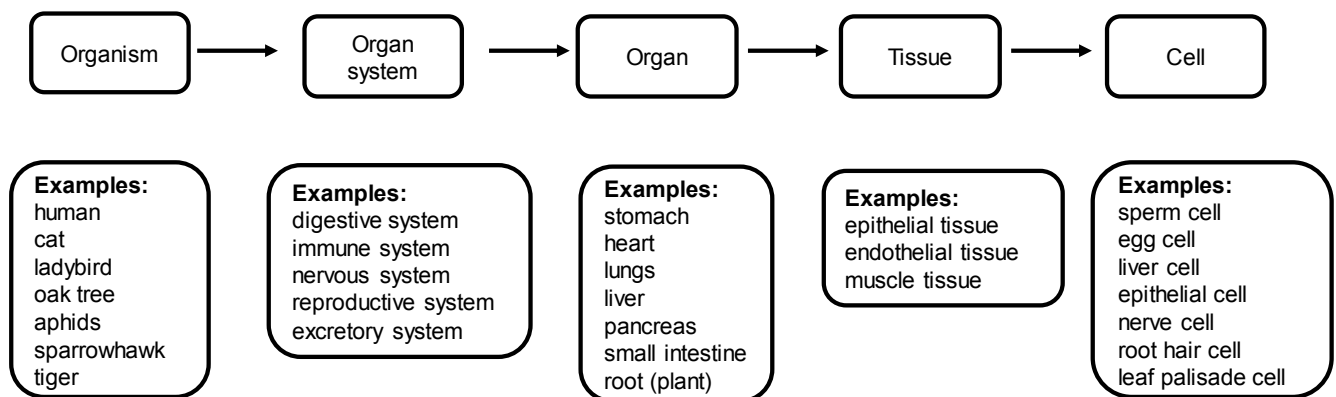 Organism
Organ
system
Organ
Tissue
Cell
Examples:
human
cat
ladybird
oak tree
aphids
sparrowhawk
tiger
Examples:
digestive system
immune system
nervous system
reproductive system
excretory system
Examples:
stomach
heart
lungs
liver
pancreas
small intestine
root (plant)
Examples:
epithelial tissue
endothelial tissue
muscle tissue
Examples:
sperm cell
egg cell
liver cell
epithelial cell
nerve cell
root hair cell
leaf palisade cell